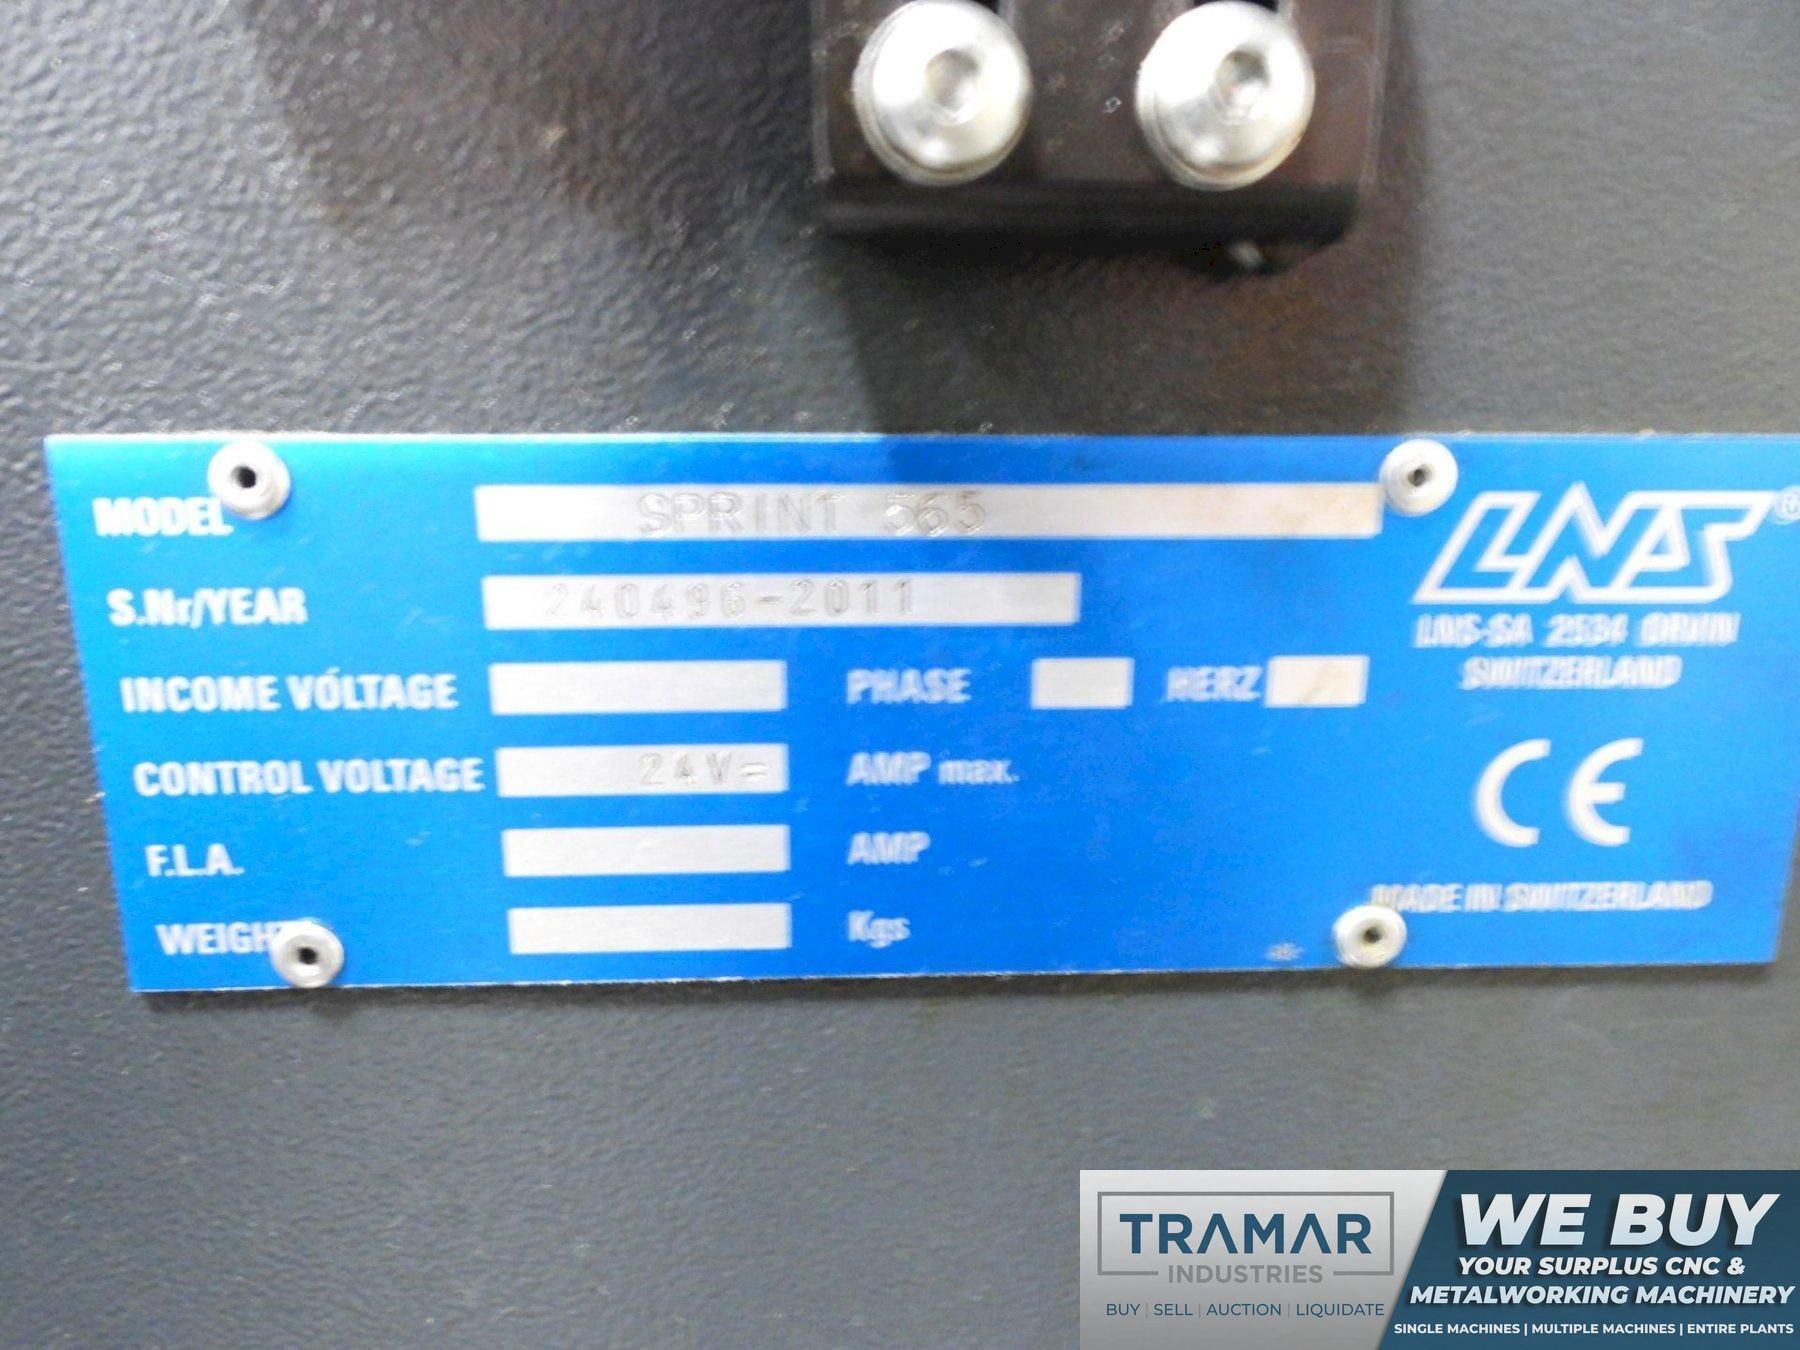 MODEL SPRINT 565
S.Nr/YEAR 240496-2011
INCOME VOLTAGE PHASE HERZ
CONTROL VOLTAGE 24V= AMP max.
F.L.A. AMP
WEIGHT Kgs
LNS®
LNS-SA 2534 ORVIN
SWITZERLAND
CE
MADE IN SWITZERLAND
TRAMAR
INDUSTRIES
BUY | SELL | AUCTION | LIQUIDATE
WE BUY
YOUR SURPLUS CNC &
METALWORKING MACHINERY
SINGLE MACHINES | MULTIPLE MACHINES | ENTIRE PLANTS